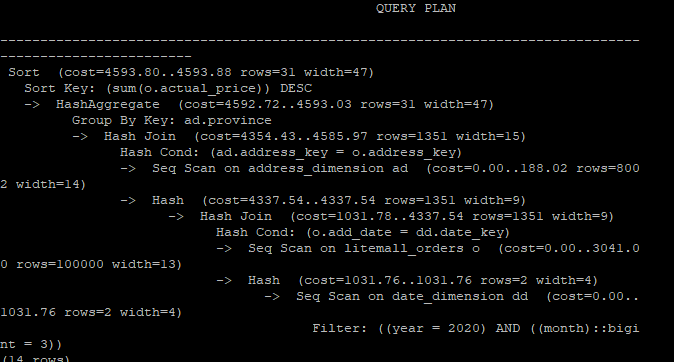 QUERY PLAN
--------------------------------------------------------------------------------
------------------------
Sort  (cost=4593.80..4593.88 rows=31 width=47)
  Sort Key: (sum(o.actual_price)) DESC
  ->  HashAggregate  (cost=4592.72..4593.03 rows=31 width=47)
        Group By Key: ad.province
        ->  Hash Join  (cost=4354.43..4585.97 rows=1351 width=15)
              Hash Cond: (ad.address_key = o.address_key)
              ->  Seq Scan on address_dimension ad  (cost=0.00..188.02 rows=800
2 width=14)
              ->  Hash  (cost=4337.54..4337.54 rows=1351 width=9)
                    ->  Hash Join  (cost=1031.78..4337.54 rows=1351 width=9)
                          Hash Cond: (o.add_date = dd.date_key)
                          ->  Seq Scan on litemall_orders o  (cost=0.00..3041.0
0 rows=100000 width=13)
                          ->  Hash  (cost=1031.76..1031.76 rows=2 width=4)
                                ->  Seq Scan on date_dimension dd  (cost=0.00..
1031.76 rows=2 width=4)
                                      Filter: ((year = 2020) AND ((month)::bigi
nt = 3))
(14 rows)